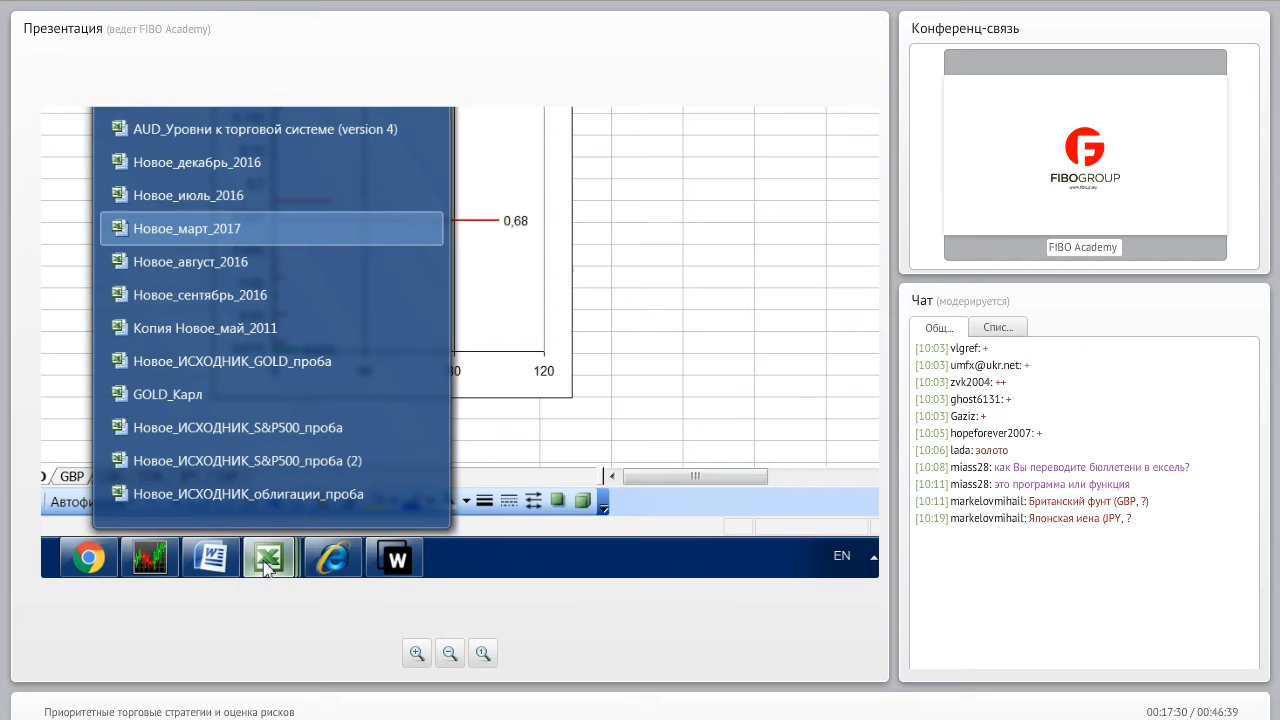 Презентация (ведет FIBO Academy)
AUD_Уровни к торговой системе (version 4)
Новое_декабрь_2016
Новое_июль_2016
Новое_март_2017
0,68
Новое_август_2016
Новое_сентябрь_2016
Копия Новое_май_2011
Новое_ИСХОДНИК_GOLD_проба
120
GOLD_Карл
Новое_ИСХОДНИК_S&P500_проба
Новое_ИСХОДНИК_S&P500_проба (2)
GBP
Новое_ИСХОДНИК_облигации_проба
EN
Конференц-связь
FIBOGROUP
www.fibogroup.eu
FIBO Academy
Чат (модерируется)
Общ...
Спис...
[10:03] vlgref: +
[10:03] umfx@ukr.net: +
[10:03] zvk2004: ++
[10:03] ghost6131: +
[10:03] Gaziz: +
[10:05] hopeforever2007: +
[10:06] lada: золото
[10:08] miass28: как Вы переводите бюллетени в ексель?
[10:11] miass28: это программа или функция
[10:11] markelovmihail: Британский фунт (GBP, ?)
[10:19] markelovmihail: Японская иена (JPY, ?
Приоритетные торговые стратегии и оценка рисков
00:17:30 / 00:46:39